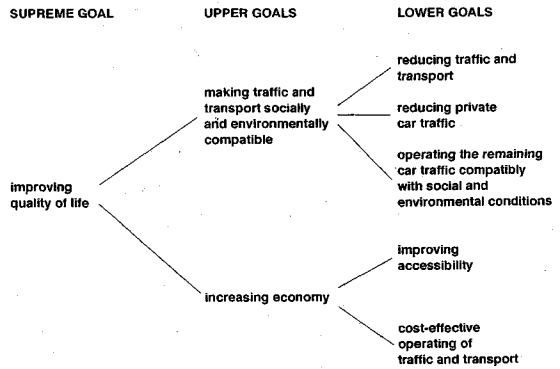 SUPREME GOAL
UPPER GOALS
LOWER GOALS
improving
quality of life
making traffic and
transport socially
and environmentally
compatible
increasing economy
reducing traffic and
transport
reducing private
car traffic
operating the remaining
car traffic compatibly
with social and
environmental conditions
improving
accessibility
cost-effective
operating of
traffic and transport